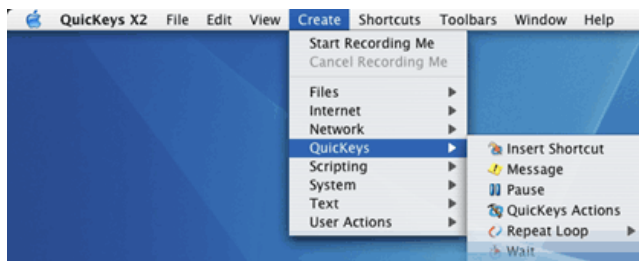 QuicKeys X2 File Edit View Create Shortcuts Toolbars Window Help
Start Recording Me
Cancel Recording Me
Files
Internet
Network
QuicKeys
Scripting
System
Text
User Actions
Insert Shortcut
Message
Pause
QuicKeys Actions
Repeat Loop
Wait